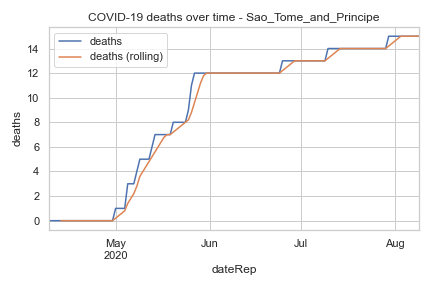 COVID-19 deaths over time - Sao_Tome_and_Principe
deaths
deaths (rolling)
deaths
14
12
10
8
6
4
2
0
May
2020
Jun
Jul
Aug
dateRep